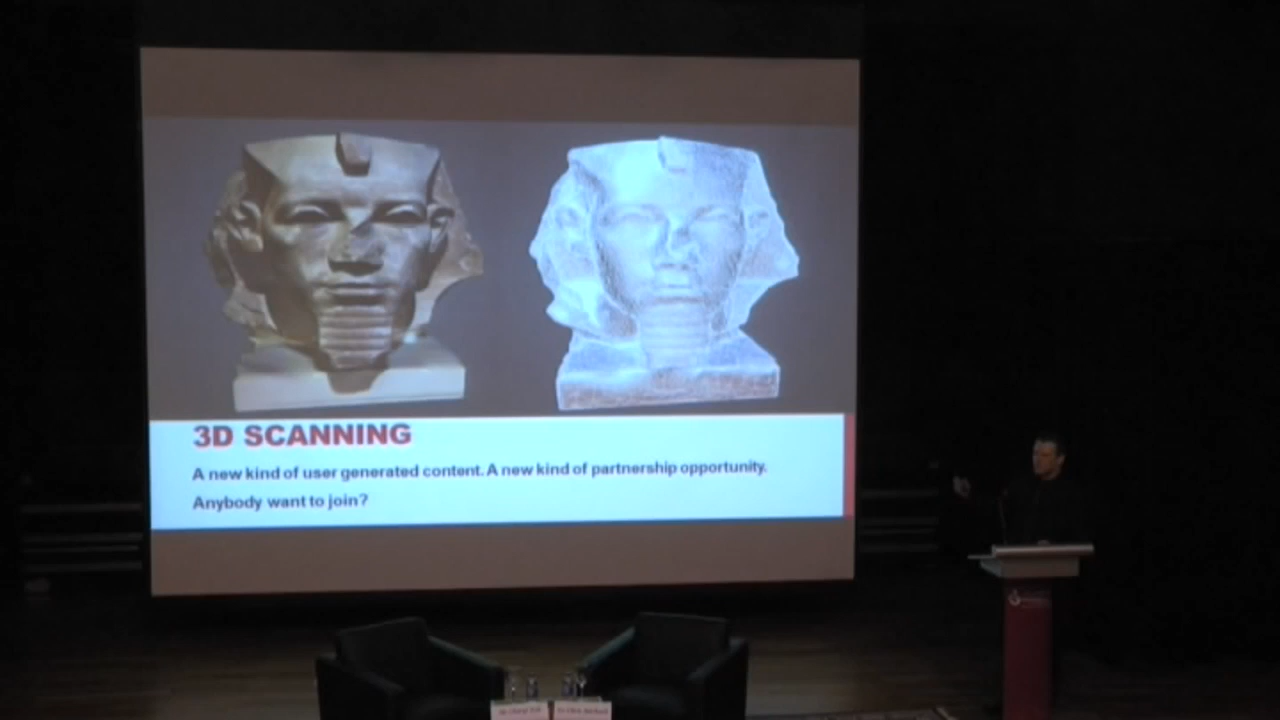 3D SCANNING
A new kind of user generated content. A new kind of partnership opportunity.
Anybody want to join?